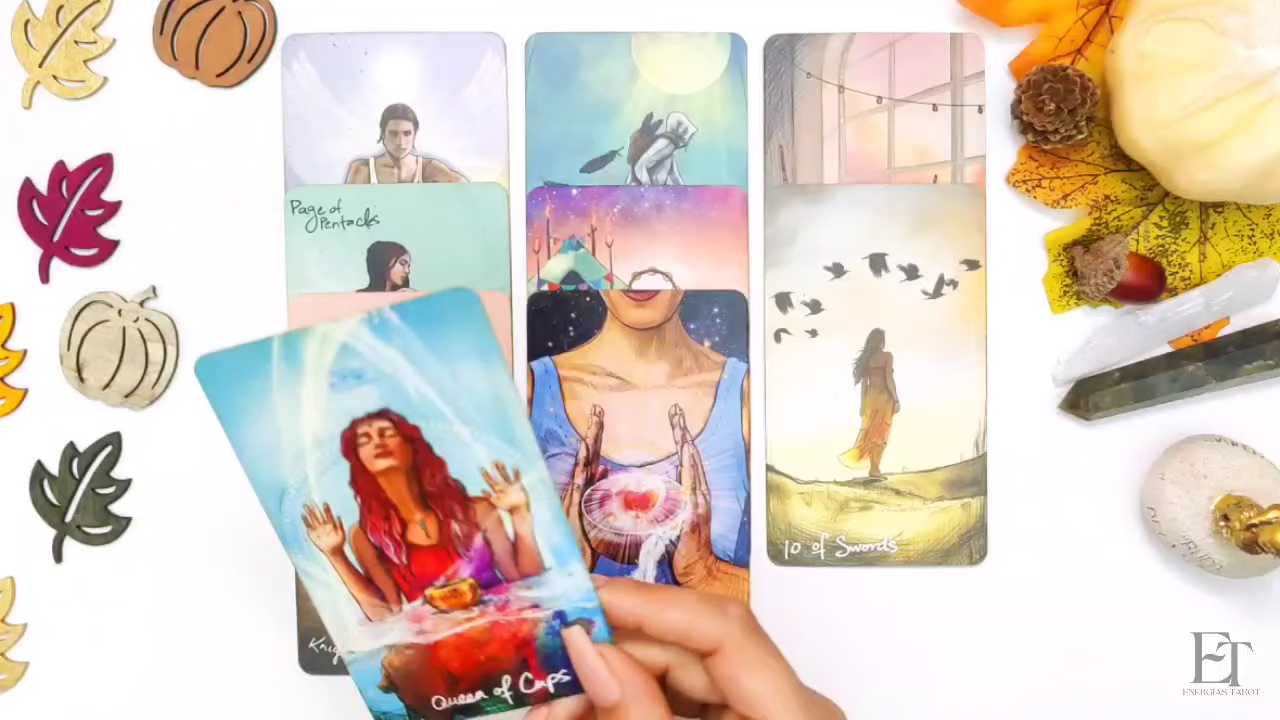 Page of
Pentacles
10 of Swords
Queen of Cups
ET
ENERGIAS TAROT